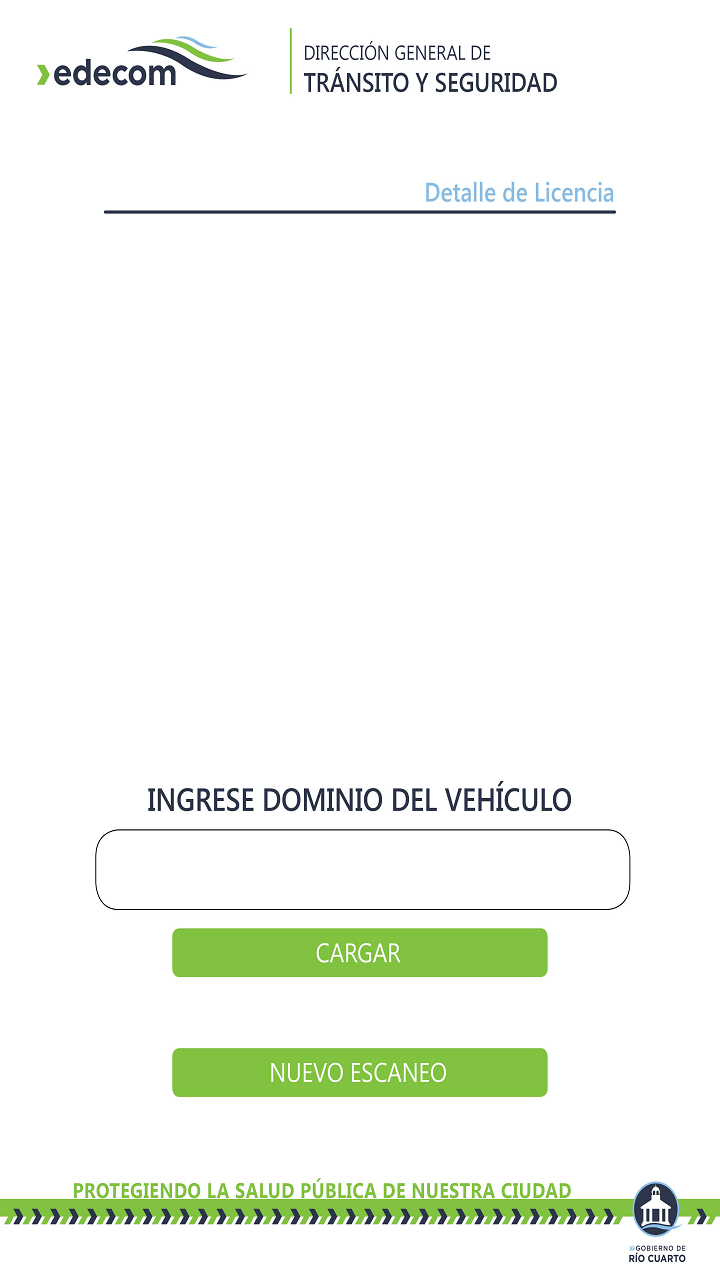 edecom
DIRECCIÓN GENERAL DE
TRÁNSITO Y SEGURIDAD
Detalle de Licencia
INGRESE DOMINIO DEL VEHÍCULO
CARGAR
NUEVO ESCANEO
PROTEGIENDO LA SALUD PÚBLICA DE NUESTRA CIUDAD
GOBIERNO DE
RÍO CUARTO